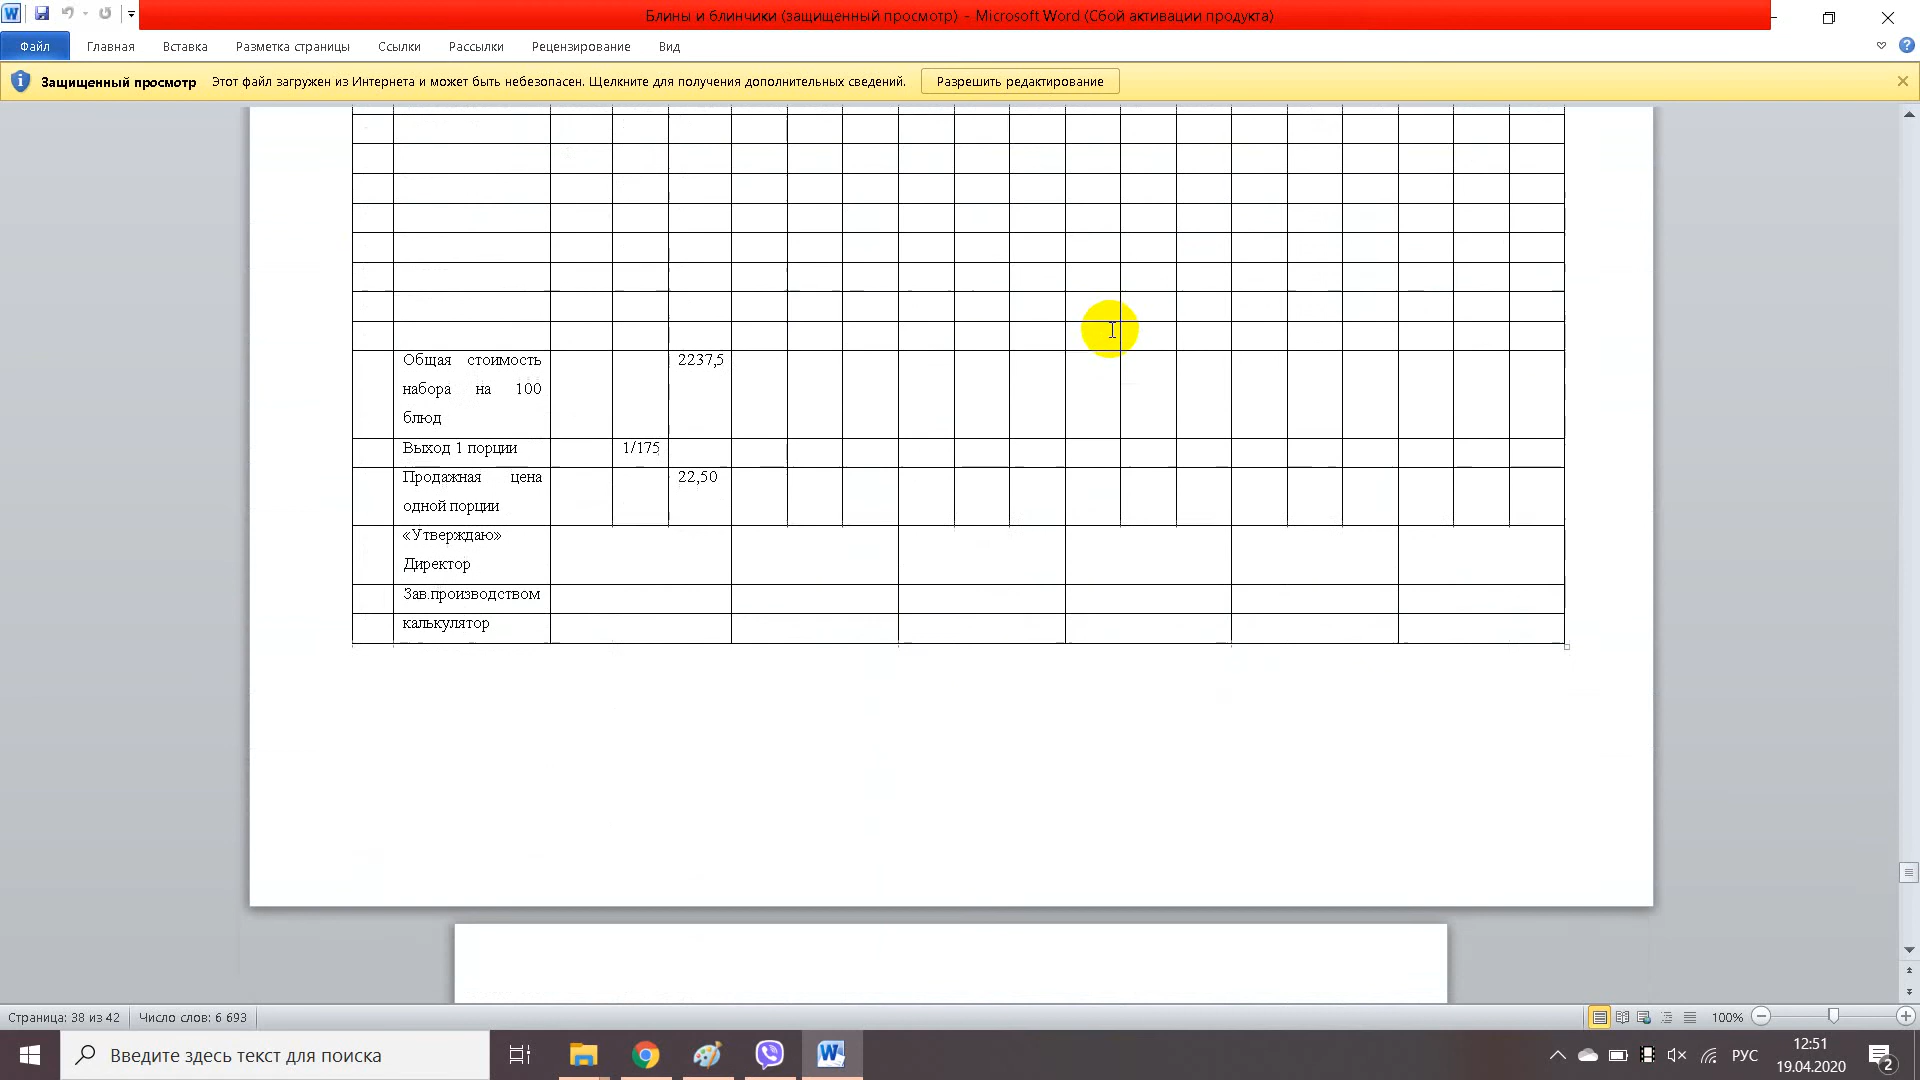 Блины и блинчики (защищенный просмотр) - Microsoft Word (Сбой активации продукта)
Файл Главная Вставка Разметка страницы Ссылки Рассылки Рецензирование Вид
Защищенный просмотр Этот файл загружен из Интернета и может быть небезопасен. Щелкните для получения дополнительных сведений. Разрешить редактирование
Общая стоимость 2237,5
набора на 100
блюд
Выход 1 порции 1/175
Продажная цена 22,50
одной порции
«Утверждаю»
Директор
Зав.производством
калькулятор
Страница: 38 из 42 Число слов: 6 693 100%
Введите здесь текст для поиска
РУС
12:51
19.04.2020
2